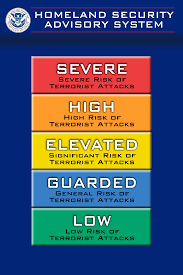 HOMELAND SECURITY
ADVISORY SYSTEM
SEVERE
SEVERE RISK OF
TERRORIST ATTACKS
HIGH
HIGH RISK OF
TERRORIST ATTACKS
ELEVATED
SIGNIFICANT RISK OF
TERRORIST ATTACKS
GUARDED
GENERAL RISK OF
TERRORIST ATTACKS
LOW
LOW RISK OF
TERRORIST ATTACKS